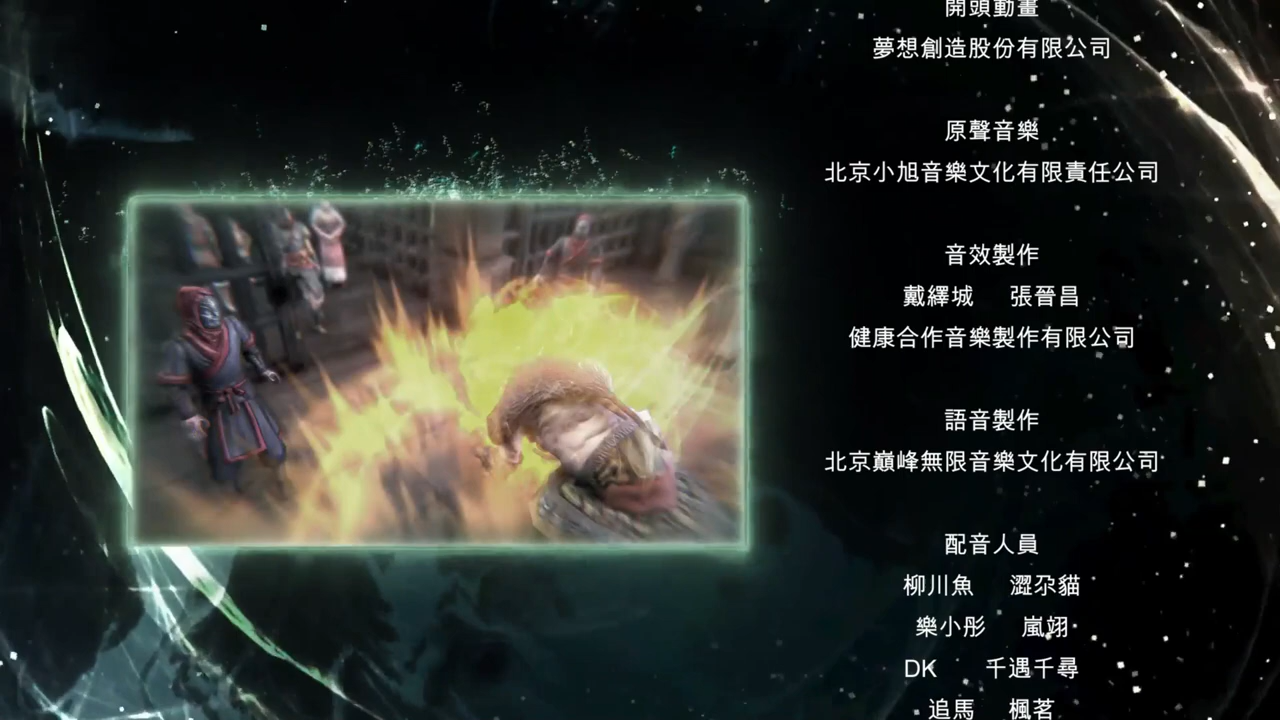 開頭動畫
夢想創造股份有限公司
原聲音樂
北京小旭音樂文化有限責任公司
音效製作
戴繹城 張晉昌
健康合作音樂製作有限公司
語音製作
北京巔峰無限音樂文化有限公司
配音人員
柳川魚 澀尕貓
樂小彤 嵐翊
DK 千遇千尋
追馬 楓茗